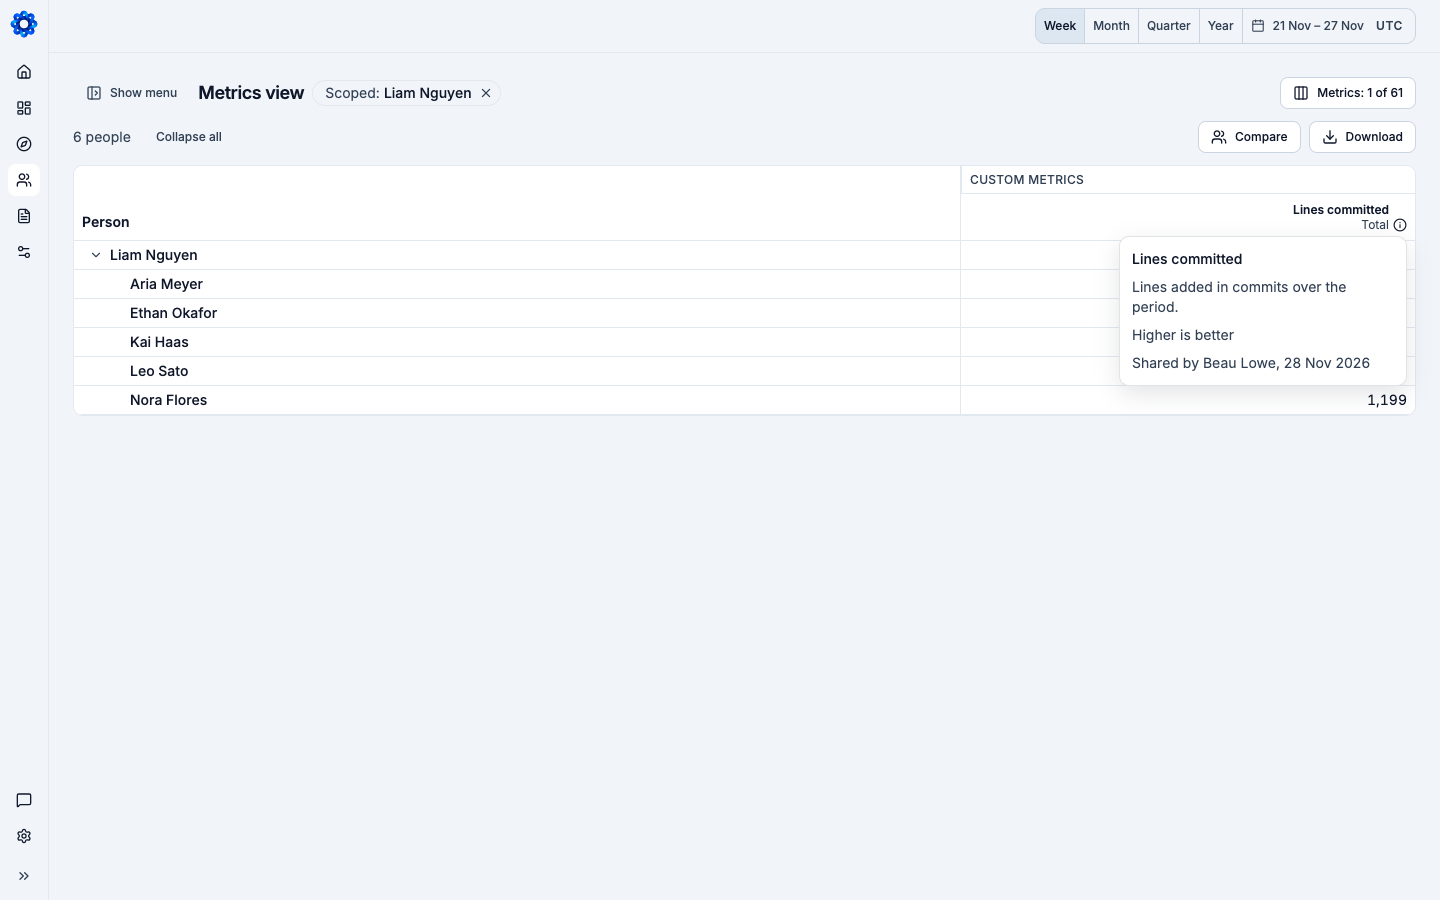 Week Month Quarter Year 21 Nov – 27 Nov UTC
Show menu Metrics view Scoped: Liam Nguyen Metrics: 1 of 61
6 people Collapse all Compare Download
CUSTOM METRICS
Person Lines committed
Total
Liam Nguyen
Aria Meyer
Ethan Okafor
Kai Haas
Leo Sato
Nora Flores 1,199
Lines committed
Lines added in commits over the
period.
Higher is better
Shared by Beau Lowe, 28 Nov 2026